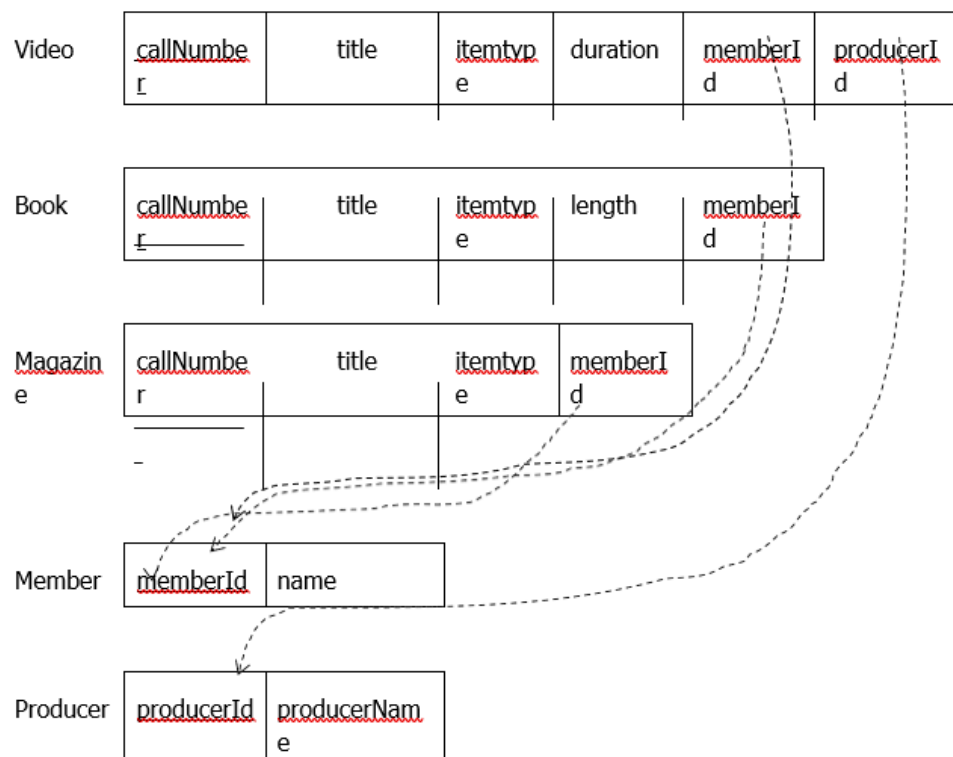 Video callNumbe title itemtyp duration memberI producerI
r e d d
Book callNumbe title itemtyp length memberI
r e d
Magazin callNumbe title itemtyp memberI
e r e d
Member memberId name
Producer producerId producerNam
e